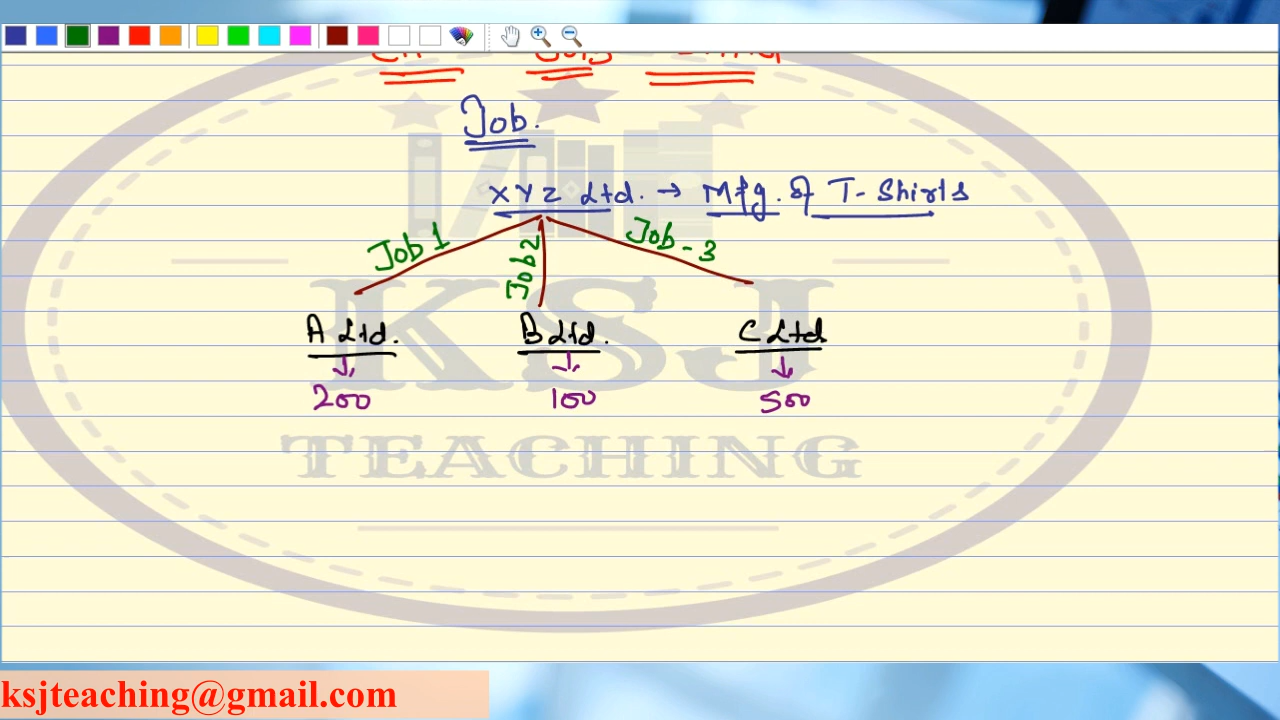 Job.
XYZ Ltd. → Mfg. of T-Shirts
Job 1 Job 2 Job-3
A Ltd. B Ltd. C Ltd
200 100 500
KSJ
TEACHING
ksjteaching@gmail.com